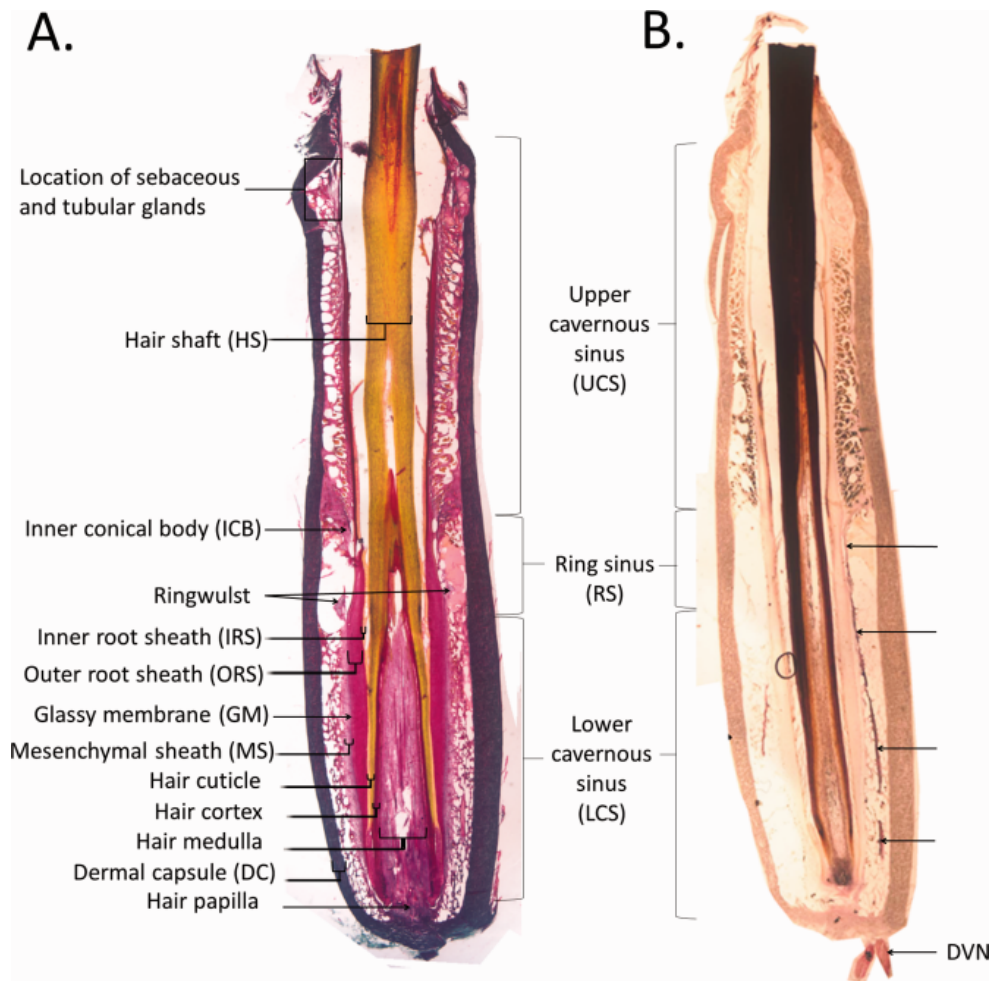 A.
B.
Location of sebaceous
and tubular glands
Hair shaft (HS)
Inner conical body (ICB)
Ringwulst
Inner root sheath (IRS)
Outer root sheath (ORS)
Glassy membrane (GM)
Mesenchymal sheath (MS)
Hair cuticle
Hair cortex
Hair medulla
Dermal capsule (DC)
Hair papilla
Upper
cavernous
sinus
(UCS)
Ring sinus
(RS)
Lower
cavernous
sinus
(LCS)
DVN